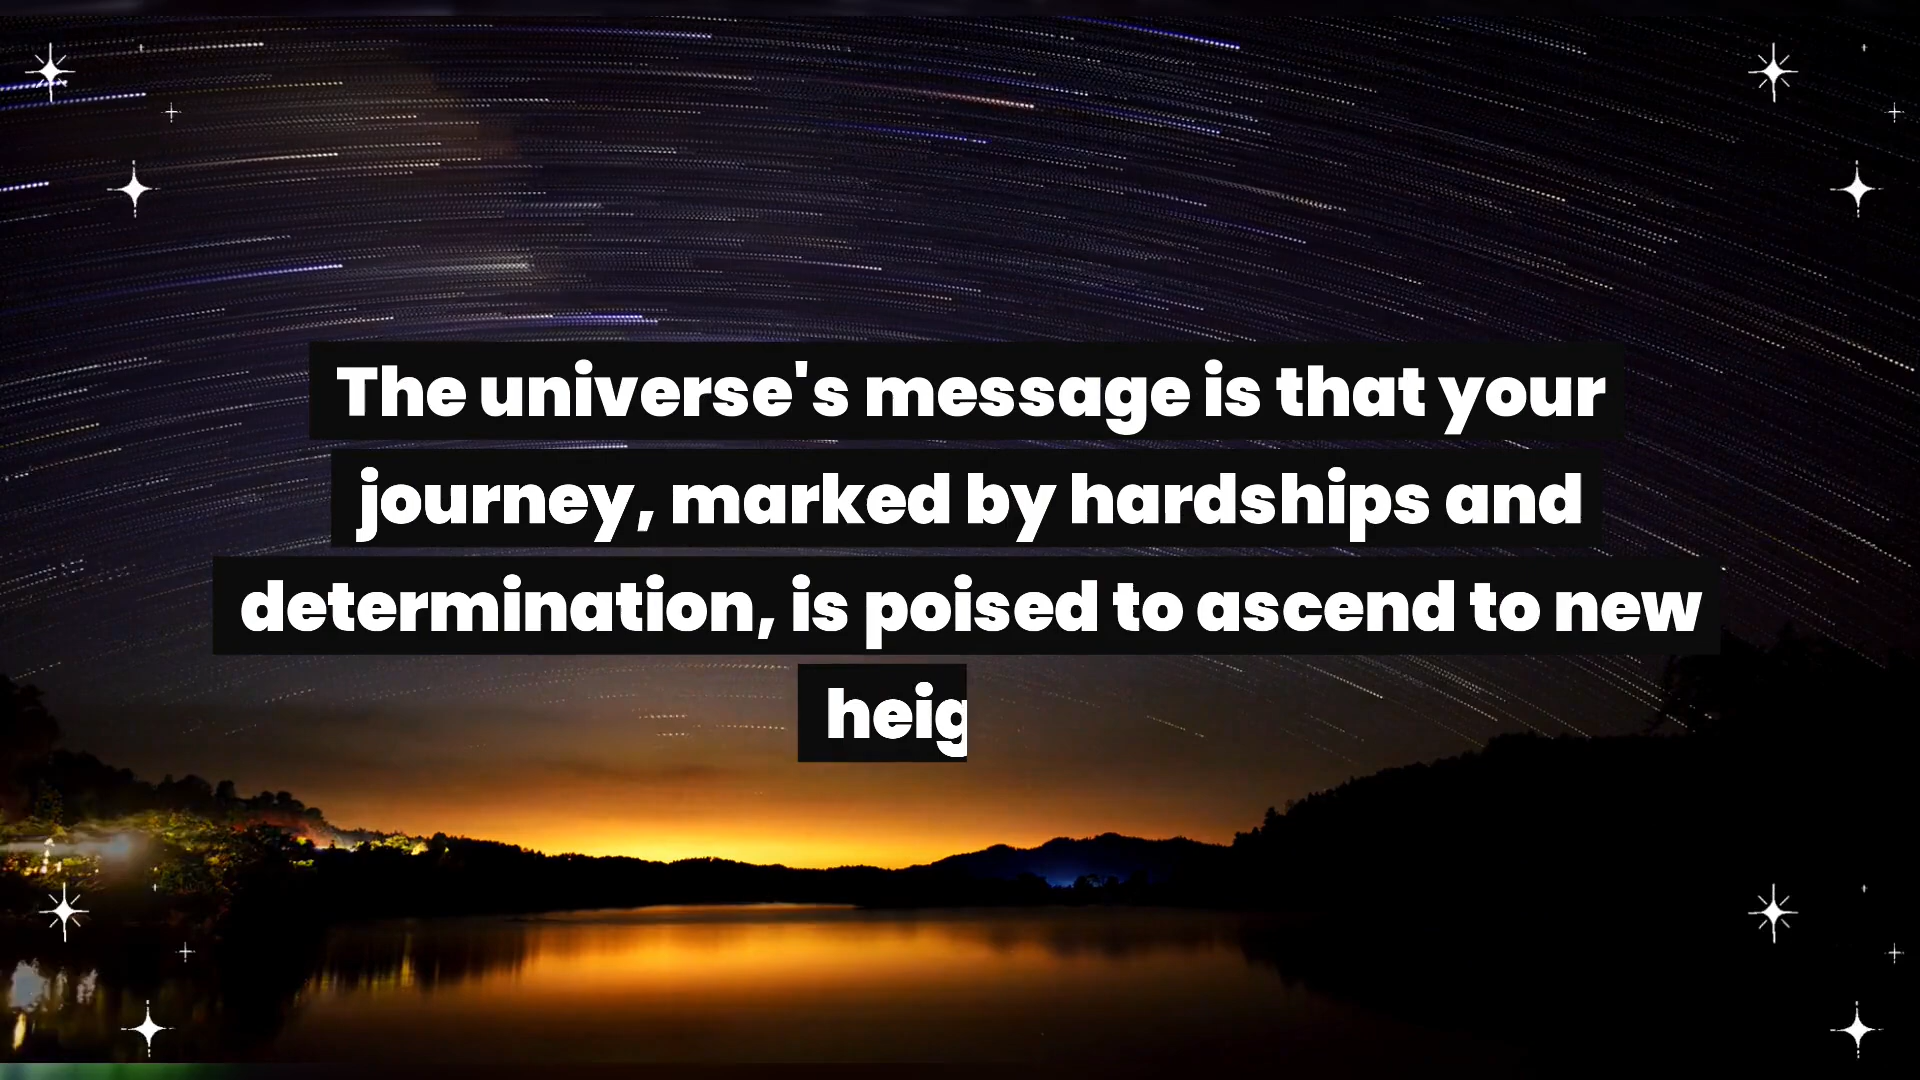 The universe's message is that your
journey, marked by hardships and
determination, is poised to ascend to new
heig